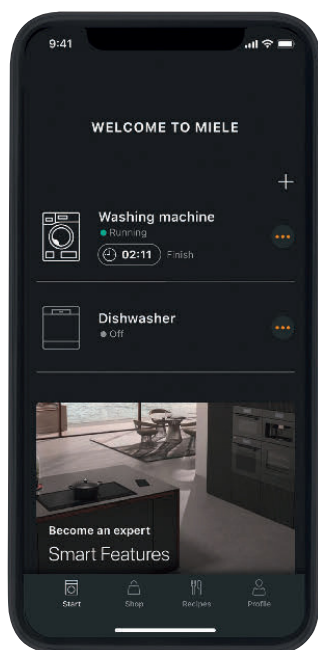 9:41
WELCOME TO MIELE
Washing machine
Running
02:11 Finish
Dishwasher
Off
Become an expert
Smart Features
Start Shop Recipes Profile